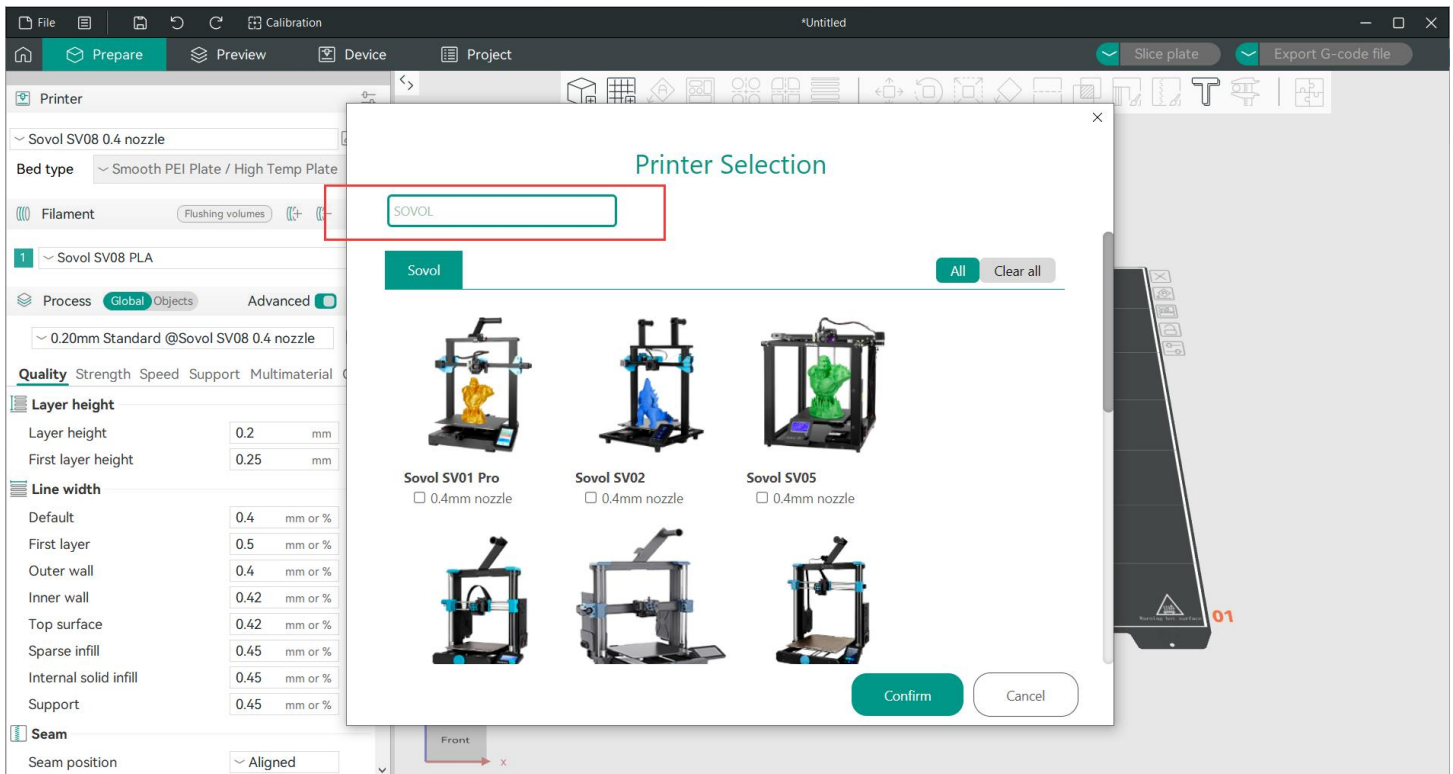 File Calibration *Untitled
Prepare Preview Device Project Slice plate Export G-code file
Printer
Sovol SV08 0.4 nozzle
Bed type Smooth PEI Plate / High Temp Plate
Filament Flushing volumes
1 Sovol SV08 PLA
Process Global Objects Advanced
0.20mm Standard @Sovol SV08 0.4 nozzle
Quality Strength Speed Support Multimaterial
Layer height
Layer height 0.2 mm
First layer height 0.25 mm
Line width
Default 0.4 mm or %
First layer 0.5 mm or %
Outer wall 0.4 mm or %
Inner wall 0.42 mm or %
Top surface 0.42 mm or %
Sparse infill 0.45 mm or %
Internal solid infill 0.45 mm or %
Support 0.45 mm or %
Seam
Seam position Aligned
Printer Selection
SOVOL
Sovol All Clear all
Sovol SV01 Pro Sovol SV02 Sovol SV05
0.4mm nozzle 0.4mm nozzle 0.4mm nozzle
Confirm Cancel
01
Front
x